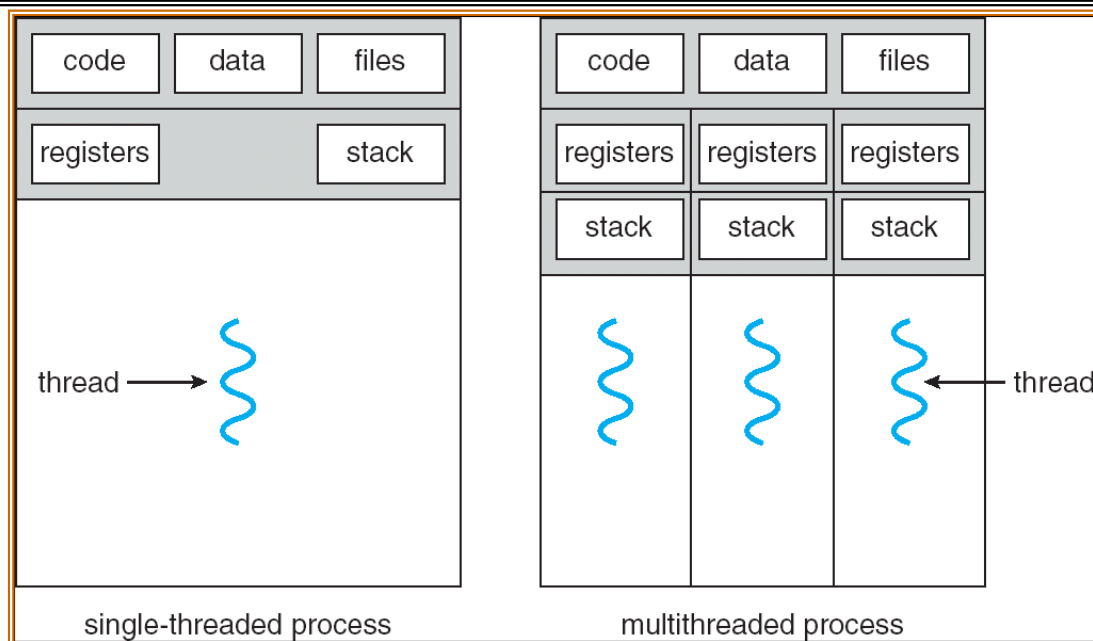 code data files code data files
registers stack registers registers registers
stack stack stack
thread thread
single-threaded process multithreaded process